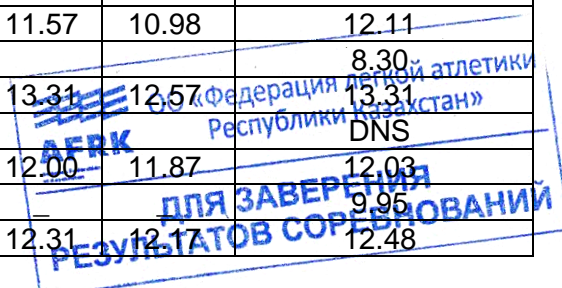 11.57 10.98 12.11
8.30
13.31 12.57 13.31
DNS
12.00 11.87 12.03
_ _ 9.95
12.31 12.17 12.48
ОО «Федерация легкой атлетики
Республики Казахстан»
AFRK
ДЛЯ ЗАВЕРЕНИЯ
РЕЗУЛЬТАТОВ СОРЕВНОВАНИЙ